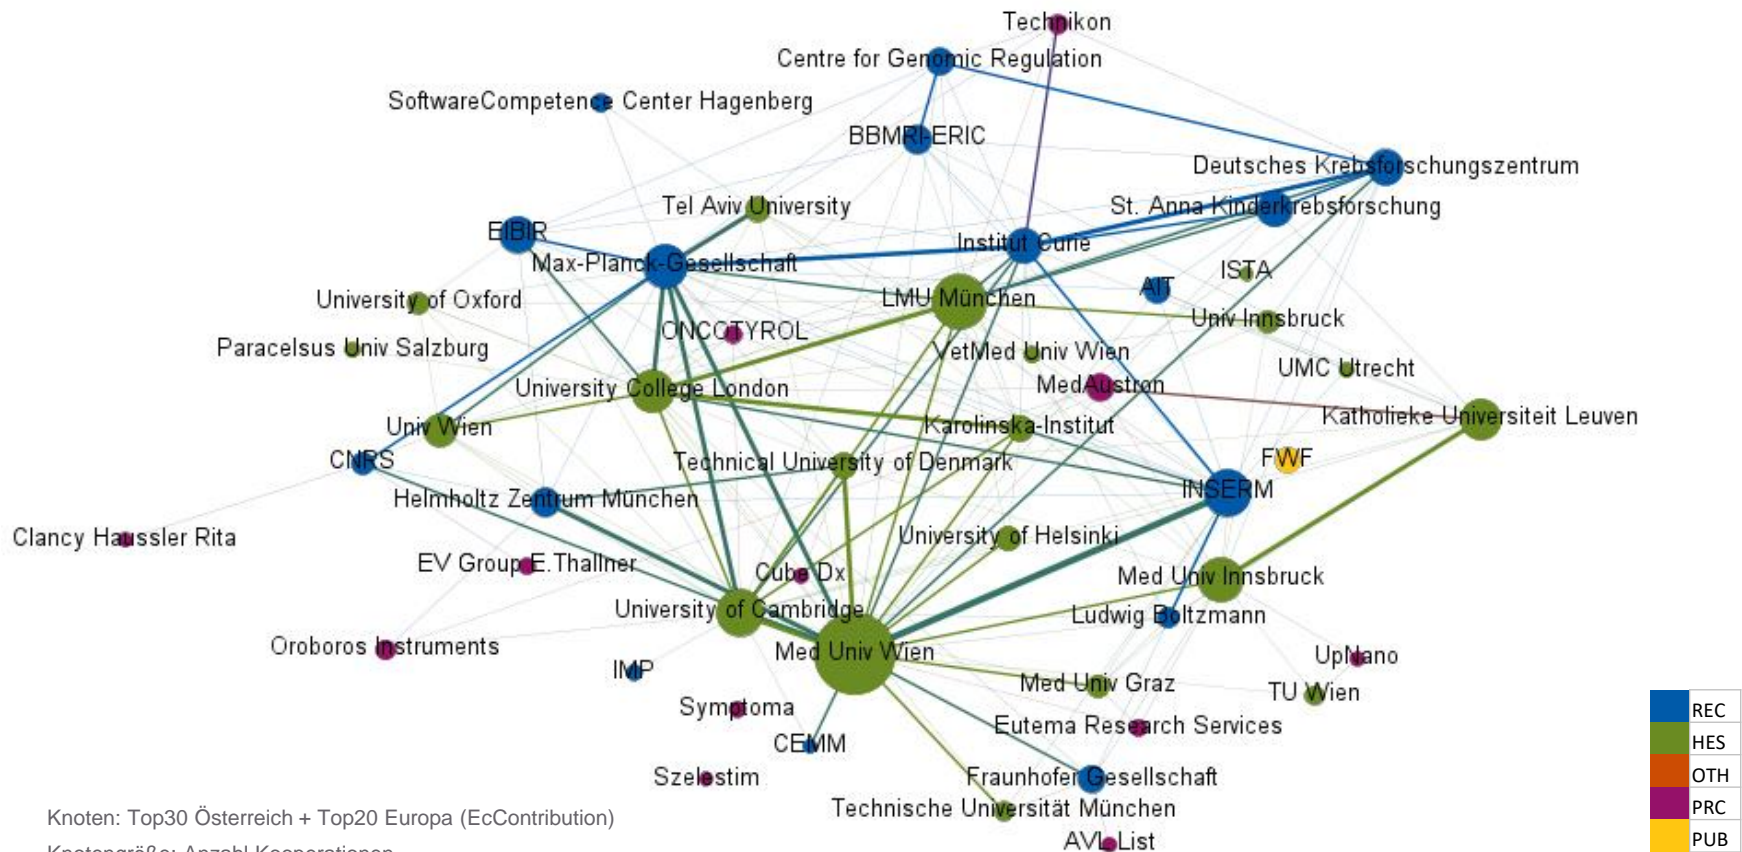 Technikon
Centre for Genomic Regulation
SoftwareCompetence Center Hagenberg
BBMRI-ERIC
Deutsches Krebsforschungszentrum
Tel Aviv University
St. Anna Kinderkrebsforschung
EIBIR
Institut Curie
Max-Planck-Gesellschaft
ISTA
AIT
University of Oxford
LMU München
Univ Innsbruck
ONCOTYROL
Paracelsus Univ Salzburg
VetMed Univ Wien
UMC Utrecht
University College London
MedAustron
Katholieke Universiteit Leuven
Univ Wien
Karolinska-Institut
CNRS
Technical University of Denmark
FWF
Helmholtz Zentrum München
INSERM
Clancy Haussler Rita
University of Helsinki
EV Group E.Thallner
Cube Dx
Med Univ Innsbruck
University of Cambridge
Ludwig Boltzmann
Oroboros Instruments
Med Univ Wien
UpNano
IMP
Med Univ Graz
TU Wien
Symptoma
Eutema Research Services
CEMM
Szelestim
Fraunhofer Gesellschaft
Technische Universität München
AVL List
REC
HES
OTH
PRC
PUB
Knoten: Top30 Österreich + Top20 Europa (EcContribution)
Knotengröße: Anzahl Kooperationen